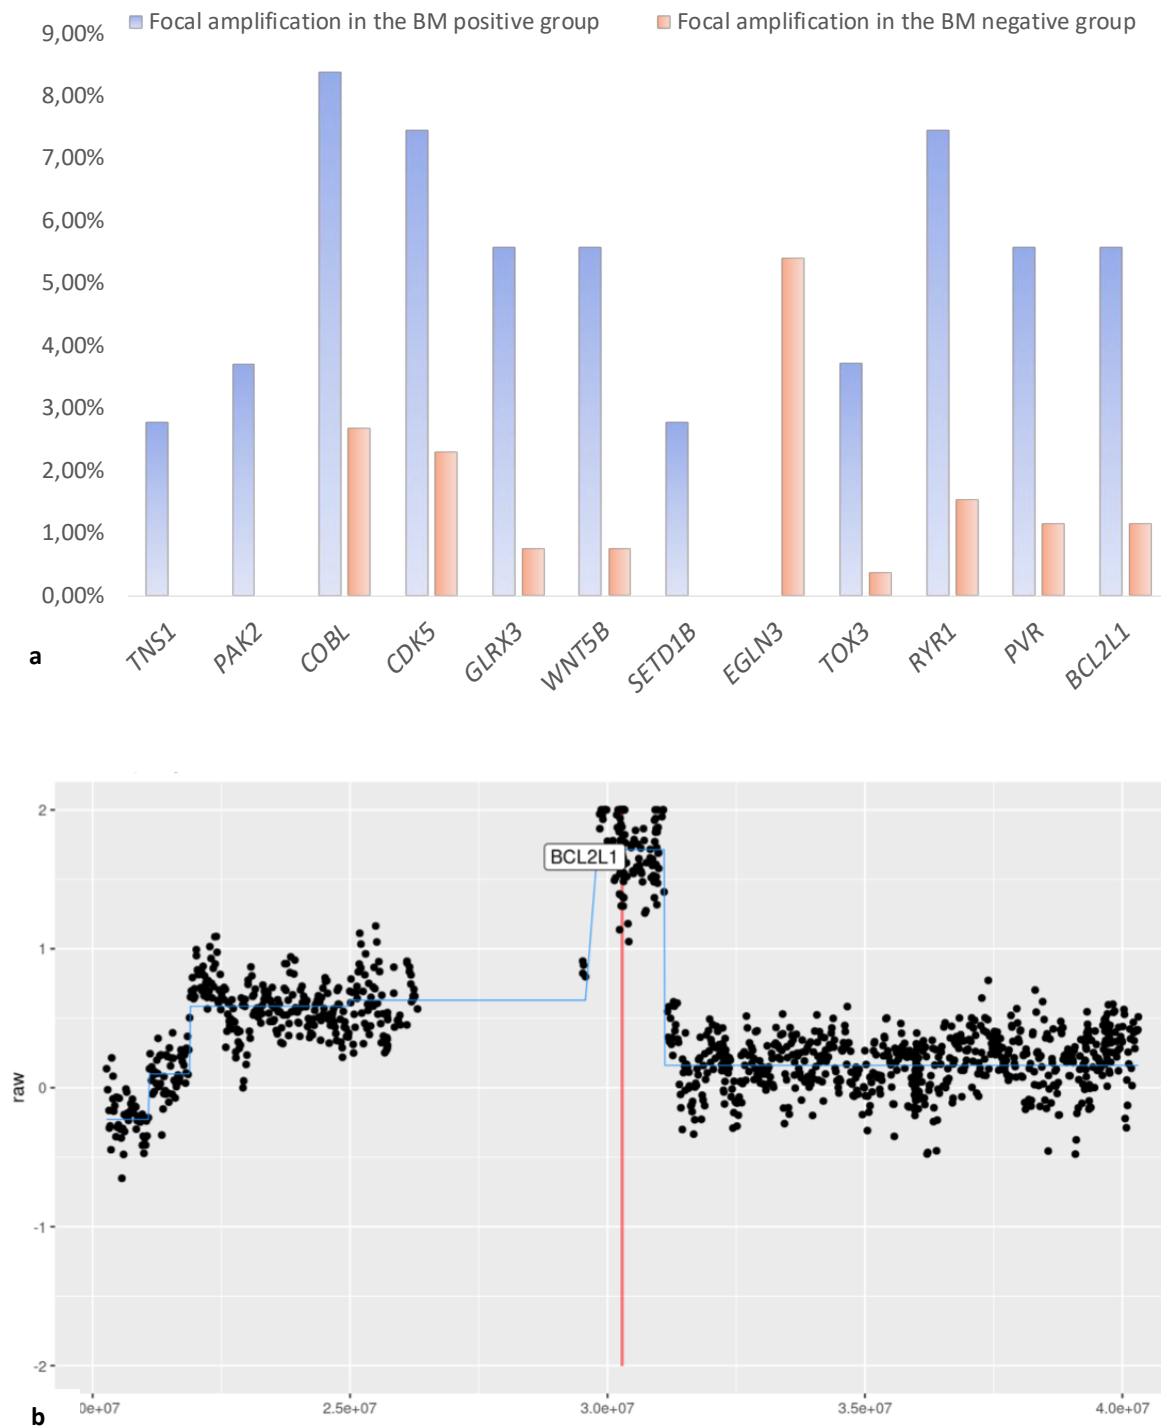 Focal amplification in the BM positive group Focal amplification in the BM negative group
9,00%
8,00%
7,00%
6,00%
5,00%
4,00%
3,00%
2,00%
1,00%
0,00%
TNS1 PAK2 COBL CDK5 GLRX3 WNT5B SETD1B EGLN3 TOX3 RYR1 PVR BCL2L1
a
2
BCL2L1
1
0
raw
-1
-2
0e+07 2.5e+07 3.0e+07 3.5e+07 4.0e+07
b